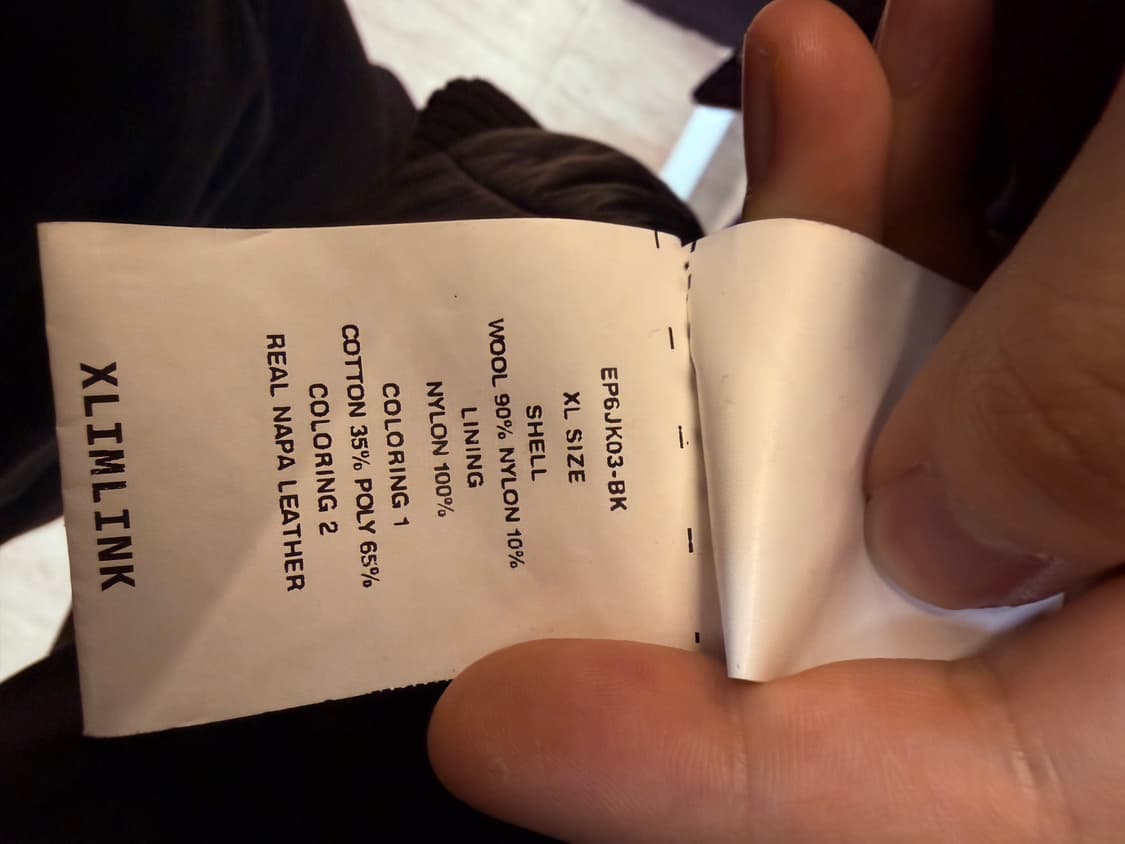 EP6JK03-BK
XL SIZE
SHELL
WOOL 90% NYLON 10%
LINING
NYLON 100%
COLORING 1
COTTON 35% POLY 65%
COLORING 2
REAL NAPA LEATHER
XLIMLINK